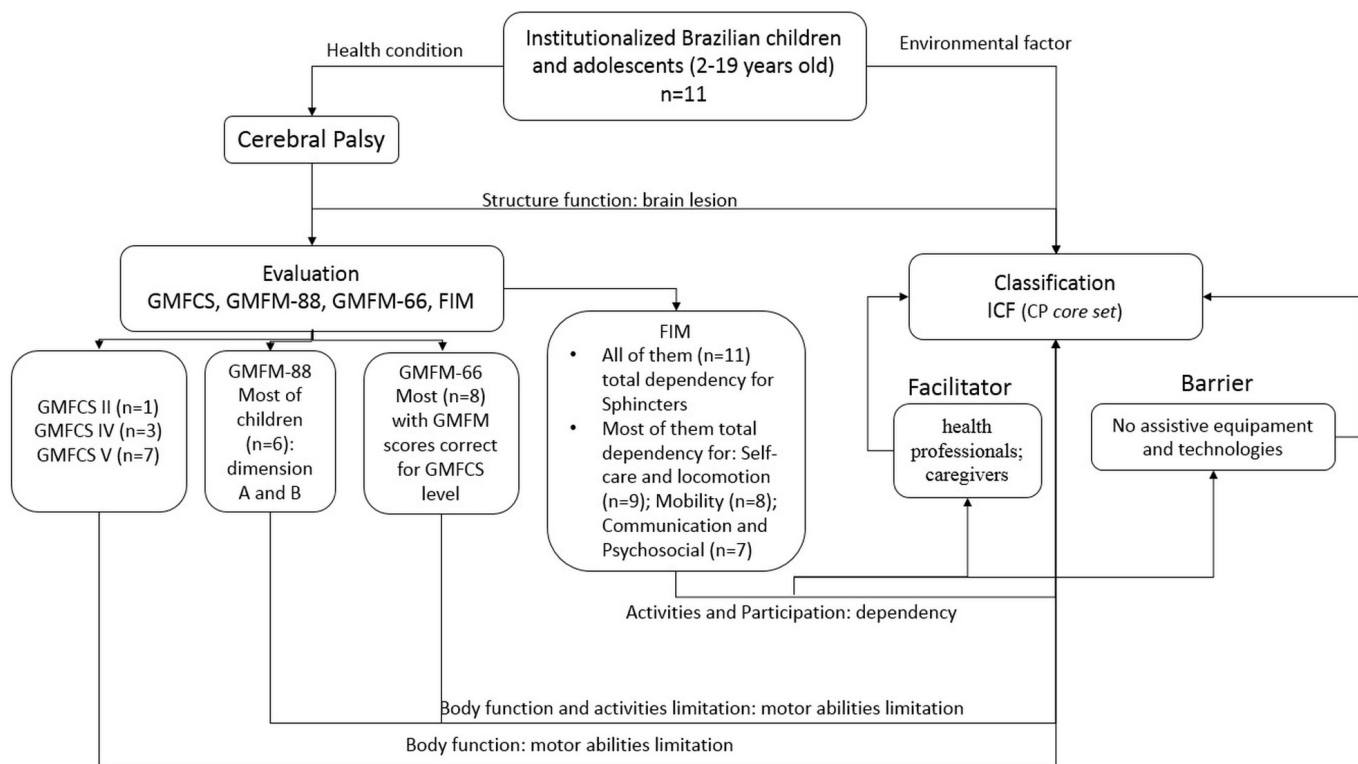 Institutionalized Brazilian children
and adolescents (2-19 years old)
n=11
Health condition
Environmental factor
Cerebral Palsy
Structure function: brain lesion
Evaluation
GMFCS, GMFM-88, GMFM-66, FIM
Classification
ICF (CP core set)
GMFCS II (n=1)
GMFCS IV (n=3)
GMFCS V (n=7)
GMFM-88
Most of
children
(n=6):
dimension
A and B
GMFM-66
Most (n=8)
with GMFM
scores correct
for GMFCS
level
FIM
• All of them (n=11)
total dependency for
Sphincters
• Most of them total
dependency for: Self-
care and locomotion
(n=9); Mobility (n=8);
Communication and
Psychosocial (n=7)
Facilitator
health
professionals;
caregivers
Barrier
No assistive equipament
and technologies
Activities and Participation: dependency
Body function and activities limitation: motor abilities limitation
Body function: motor abilities limitation